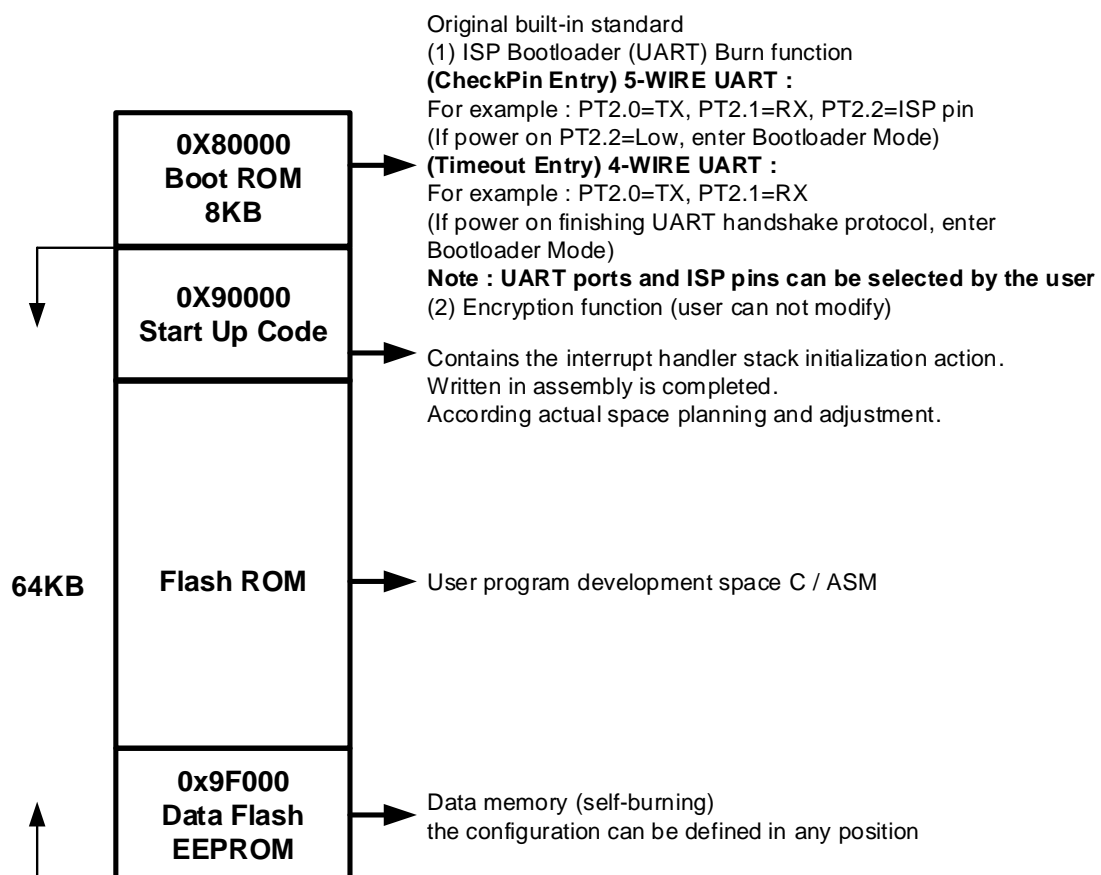 Original built-in standard
(1) ISP Bootloader (UART) Burn function
(CheckPin Entry) 5-WIRE UART :
For example : PT2.0=TX, PT2.1=RX, PT2.2=ISP pin
(If power on PT2.2=Low, enter Bootloader Mode)
(Timeout Entry) 4-WIRE UART :
For example : PT2.0=TX, PT2.1=RX
(If power on finishing UART handshake protocol, enter
Bootloader Mode)
Note : UART ports and ISP pins can be selected by the user
(2) Encryption function (user can not modify)
0X80000
Boot ROM
8KB
0X90000
Start Up Code
Contains the interrupt handler stack initialization action.
Written in assembly is completed.
According actual space planning and adjustment.
64KB
Flash ROM
User program development space C / ASM
0x9F000
Data Flash
EEPROM
Data memory (self-burning)
the configuration can be defined in any position